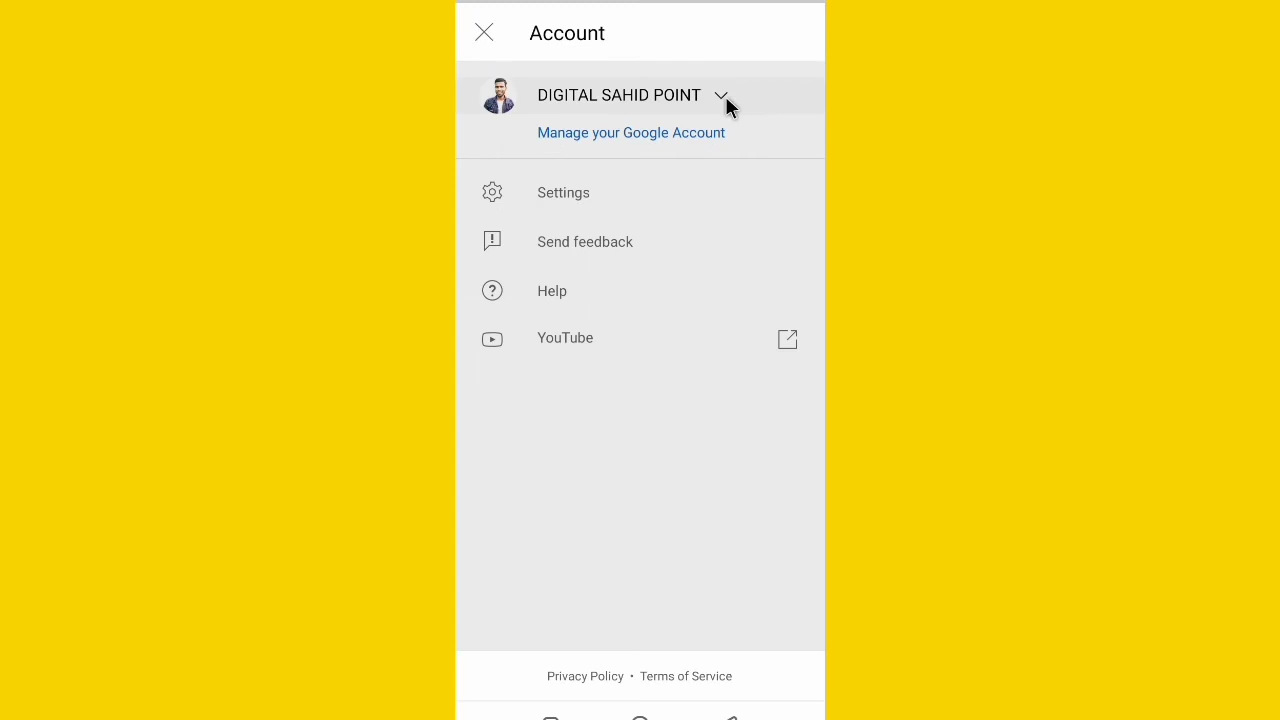 Account
DIGITAL SAHID POINT
Manage your Google Account
Settings
Send feedback
Help
YouTube
Privacy Policy • Terms of Service